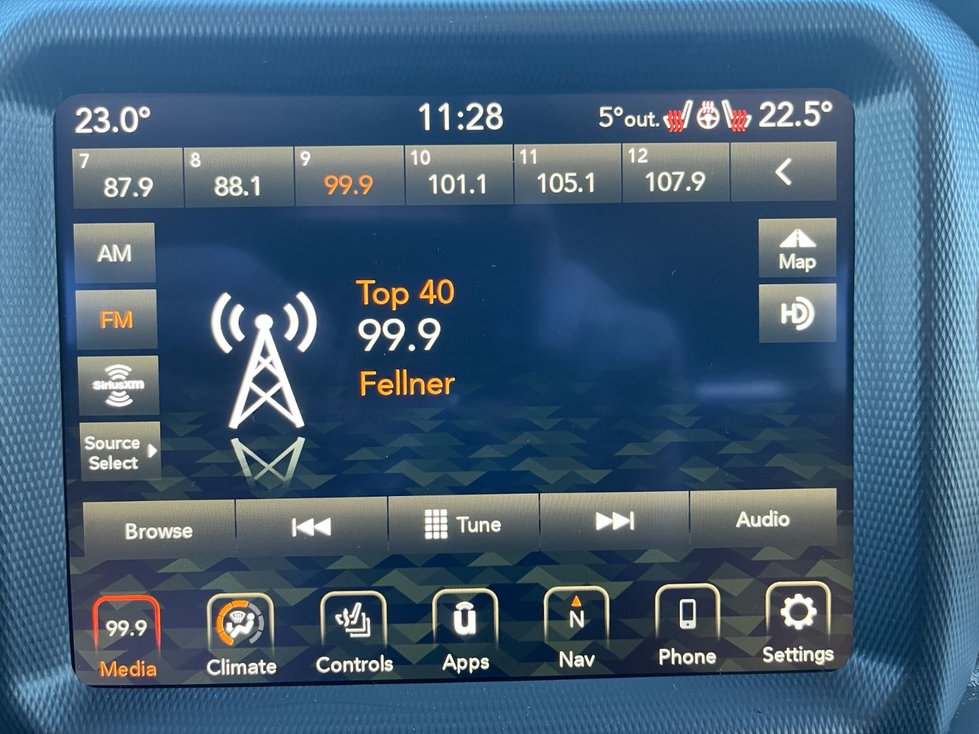 23.0° 11:28 5°out. 22.5°
7 8 9 10 11 12
87.9 88.1 99.9 101.1 105.1 107.9
AM
Map
Top 40
HD
FM
99.9
siriusxm
Fellner
Source
Select
Browse Tune Audio
99.9 u N
Media Climate Controls Apps Nav Phone Settings